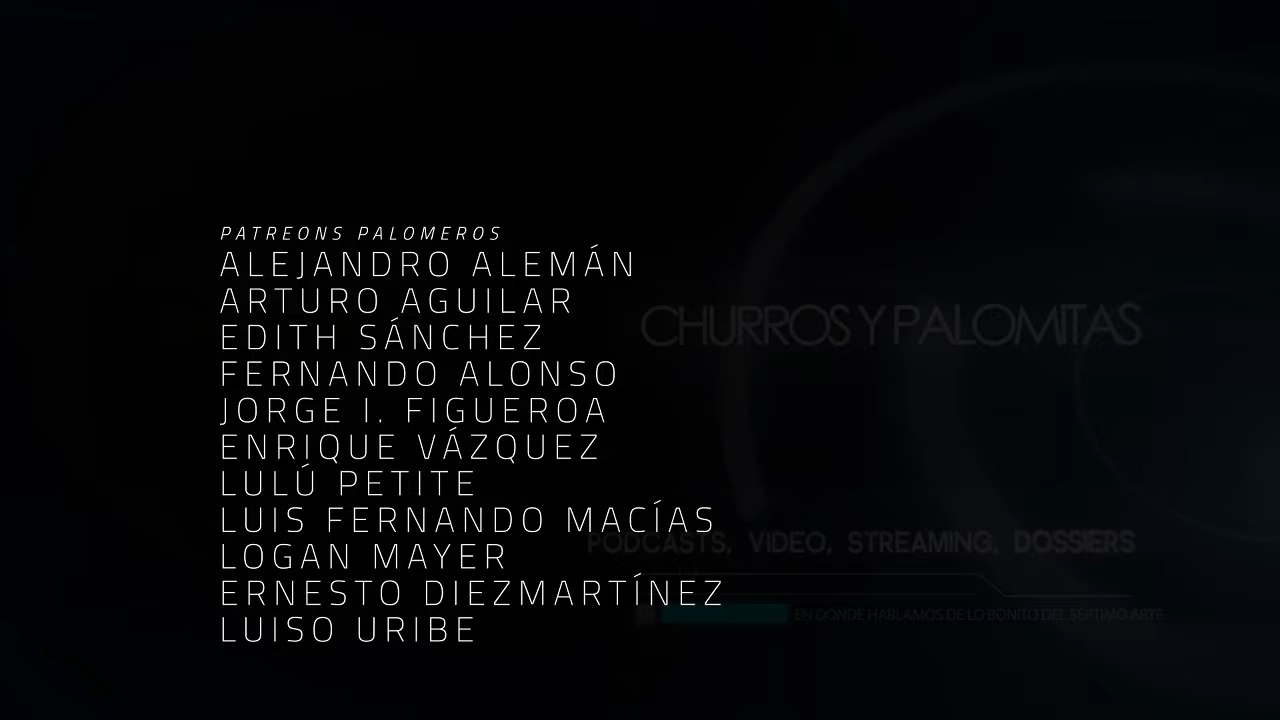 PATREONS PALOMEROS
ALEJANDRO ALEMÁN
ARTURO AGUILAR
EDITH SÁNCHEZ
FERNANDO ALONSO
JORGE I. FIGUEROA
ENRIQUE VÁZQUEZ
LULÚ PETITE
LUIS FERNANDO MACÍAS
LOGAN MAYER
ERNESTO DIEZMARTÍNEZ
LUISO URIBE
CHURROS Y PALOMITAS
PODCASTS, VIDEO, STREAMING, DOSSIERS
EN DONDE HABLAMOS DE LO BONITO DEL SÉPTIMO ARTE